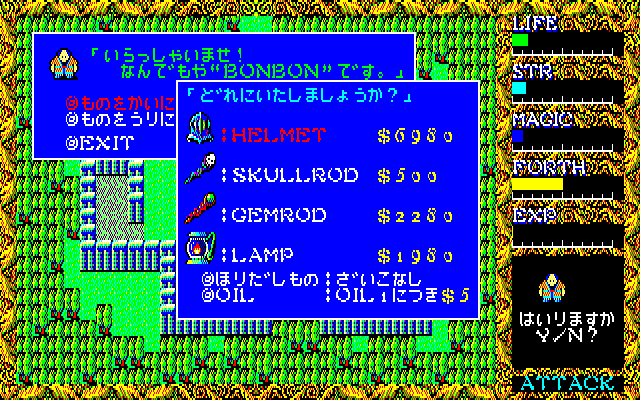 「いらっしゃいませ!
なんでもや"BONBON"です。」
@ものをかいに
@ものをうりに
@EXIT
「どれにいたしましょうか?」
:HELMET $6980
:SKULLROD $500
:GEMROD $2280
:LAMP $1980
@ほりだしもの:ざいこなし
@OIL :OIL1につき$5
LIFE
STR
MAGIC
FORTH
EXP
はいりますか
Y/N?
ATTACK